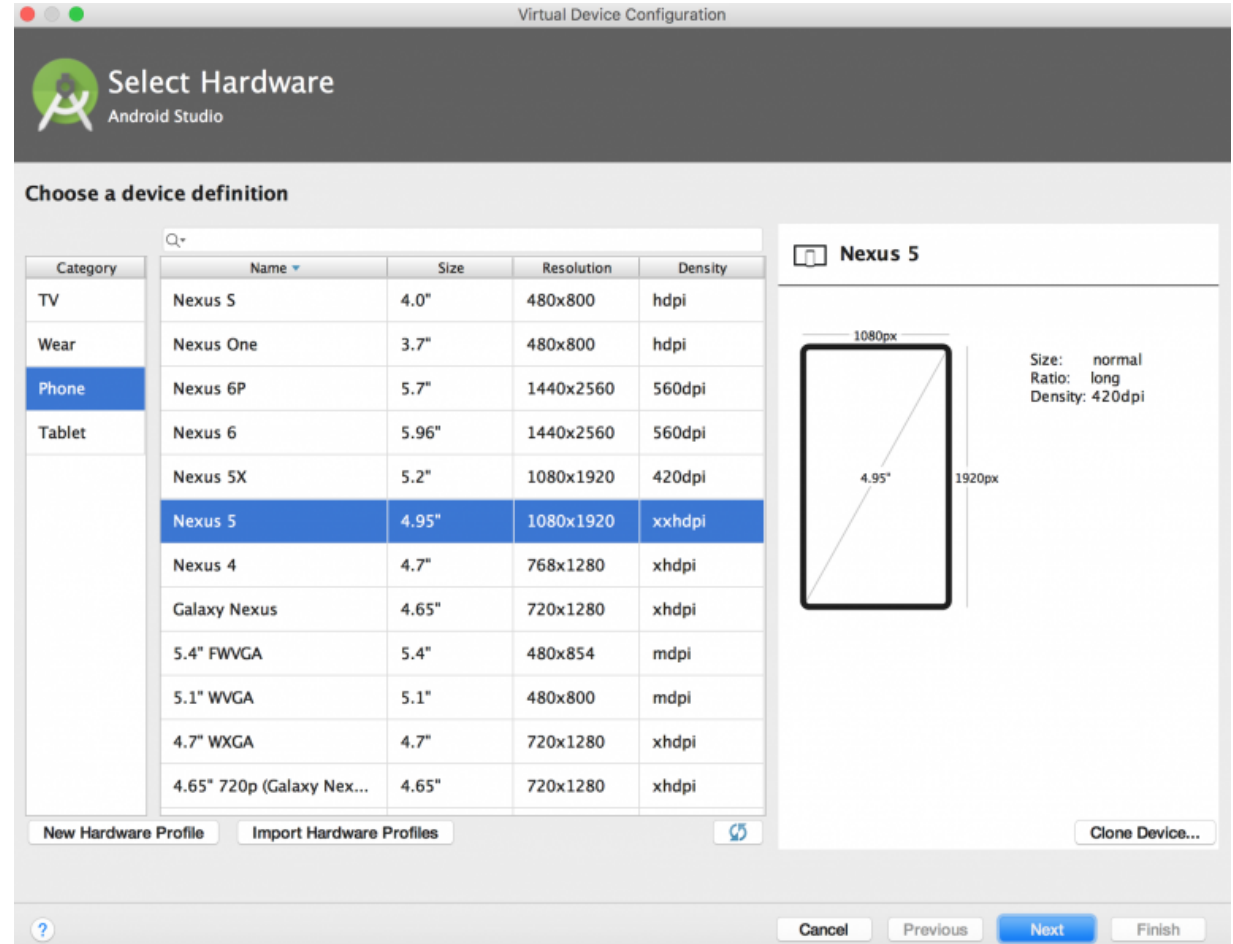 Virtual Device Configuration
Select Hardware
Android Studio
Choose a device definition
Category
Name Size Resolution Density
TV
Wear
Phone
Tablet
Nexus S 4.0" 480x800 hdpi
Nexus One 3.7" 480x800 hdpi
Nexus 6P 5.7" 1440x2560 560dpi
Nexus 6 5.96" 1440x2560 560dpi
Nexus 5X 5.2" 1080x1920 420dpi
Nexus 5 4.95" 1080x1920 xxhdpi
Nexus 4 4.7" 768x1280 xhdpi
Galaxy Nexus 4.65" 720x1280 xhdpi
5.4" FWVGA 5.4" 480x854 mdpi
5.1" WVGA 5.1" 480x800 mdpi
4.7" WXGA 4.7" 720x1280 xhdpi
4.65" 720p (Galaxy Nex... 4.65" 720x1280 xhdpi
New Hardware Profile
Import Hardware Profiles
Nexus 5
1080px
4.95"
1920px
Size: normal
Ratio: long
Density: 420dpi
Clone Device...
?
Cancel
Previous
Next
Finish